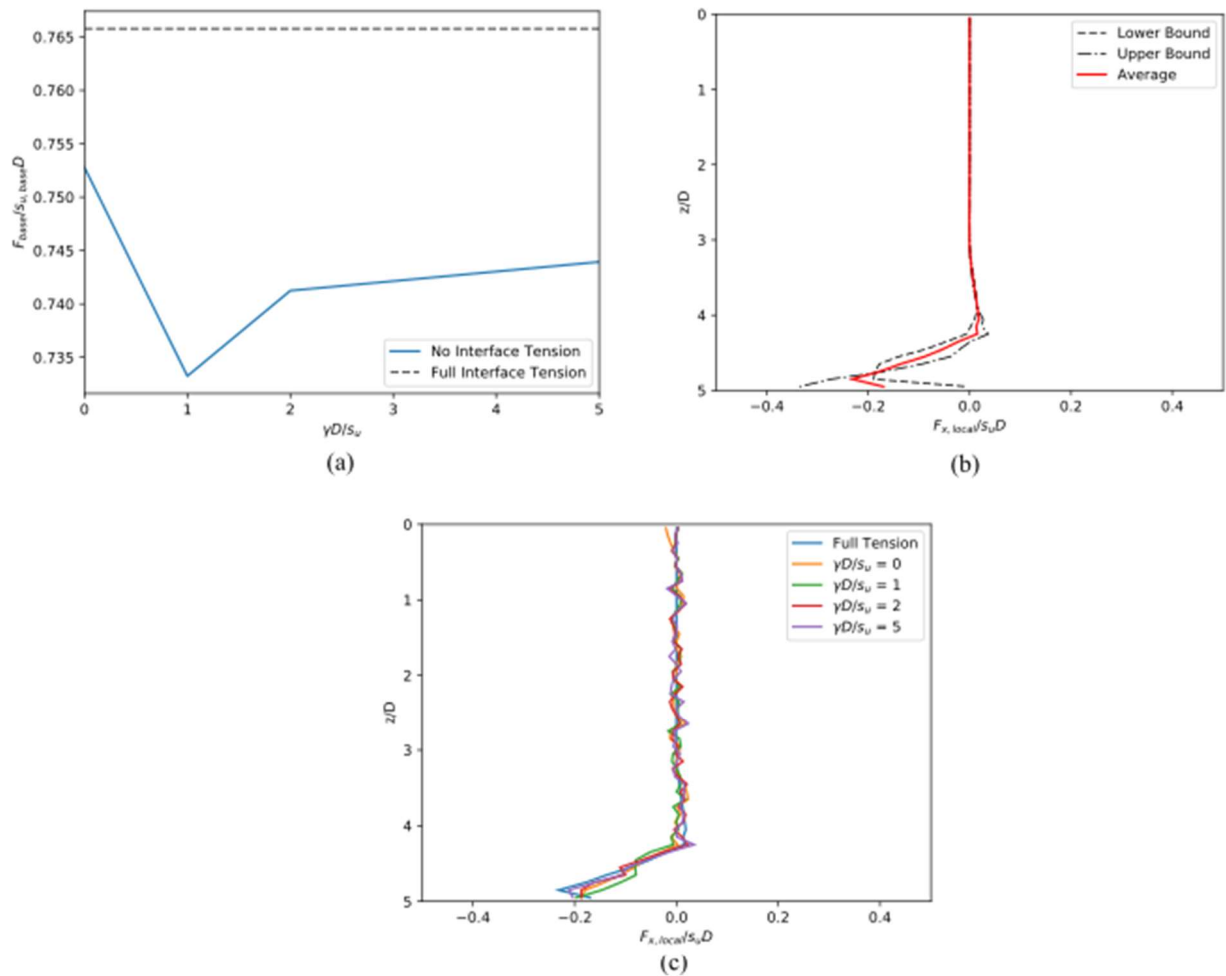 0.765
0.760
0.755
0.750
0.745
0.740
0.735
F_base/s_u,baseD
0 1 2 3 4 5
γD/s_u
No Interface Tension
Full Interface Tension
(a)
0
1
2
3
4
5
z/D
−0.4 −0.2 0.0 0.2 0.4
F_x,local/s_uD
Lower Bound
Upper Bound
Average
(b)
0
1
2
3
4
5
z/D
−0.4 −0.2 0.0 0.2 0.4
F_x,local/s_uD
Full Tension
γD/s_u = 0
γD/s_u = 1
γD/s_u = 2
γD/s_u = 5
(c)